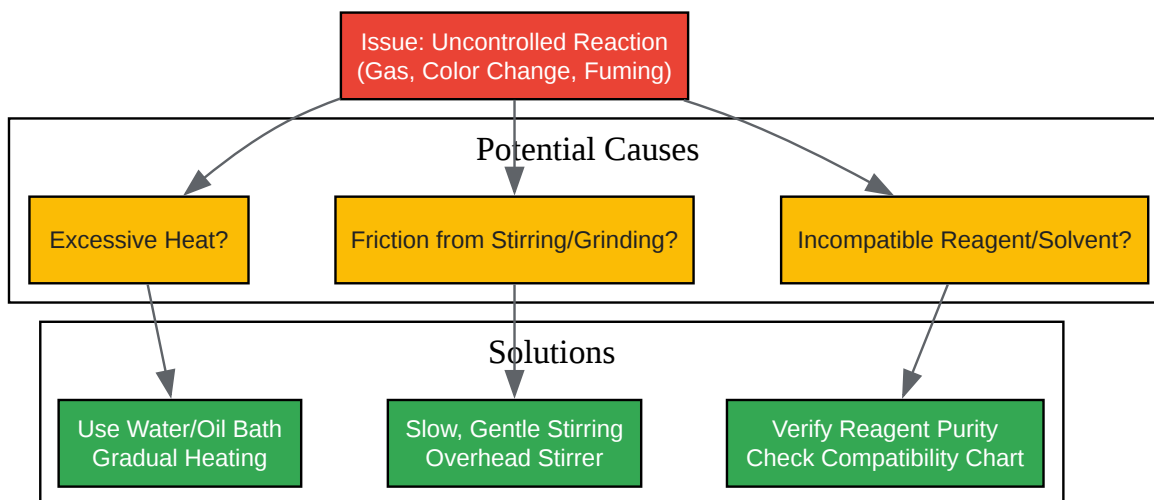 Issue: Uncontrolled Reaction
(Gas, Color Change, Fuming)
Potential Causes
Excessive Heat?
Friction from Stirring/Grinding?
Incompatible Reagent/Solvent?
Solutions
Use Water/Oil Bath
Gradual Heating
Slow, Gentle Stirring
Overhead Stirrer
Verify Reagent Purity
Check Compatibility Chart